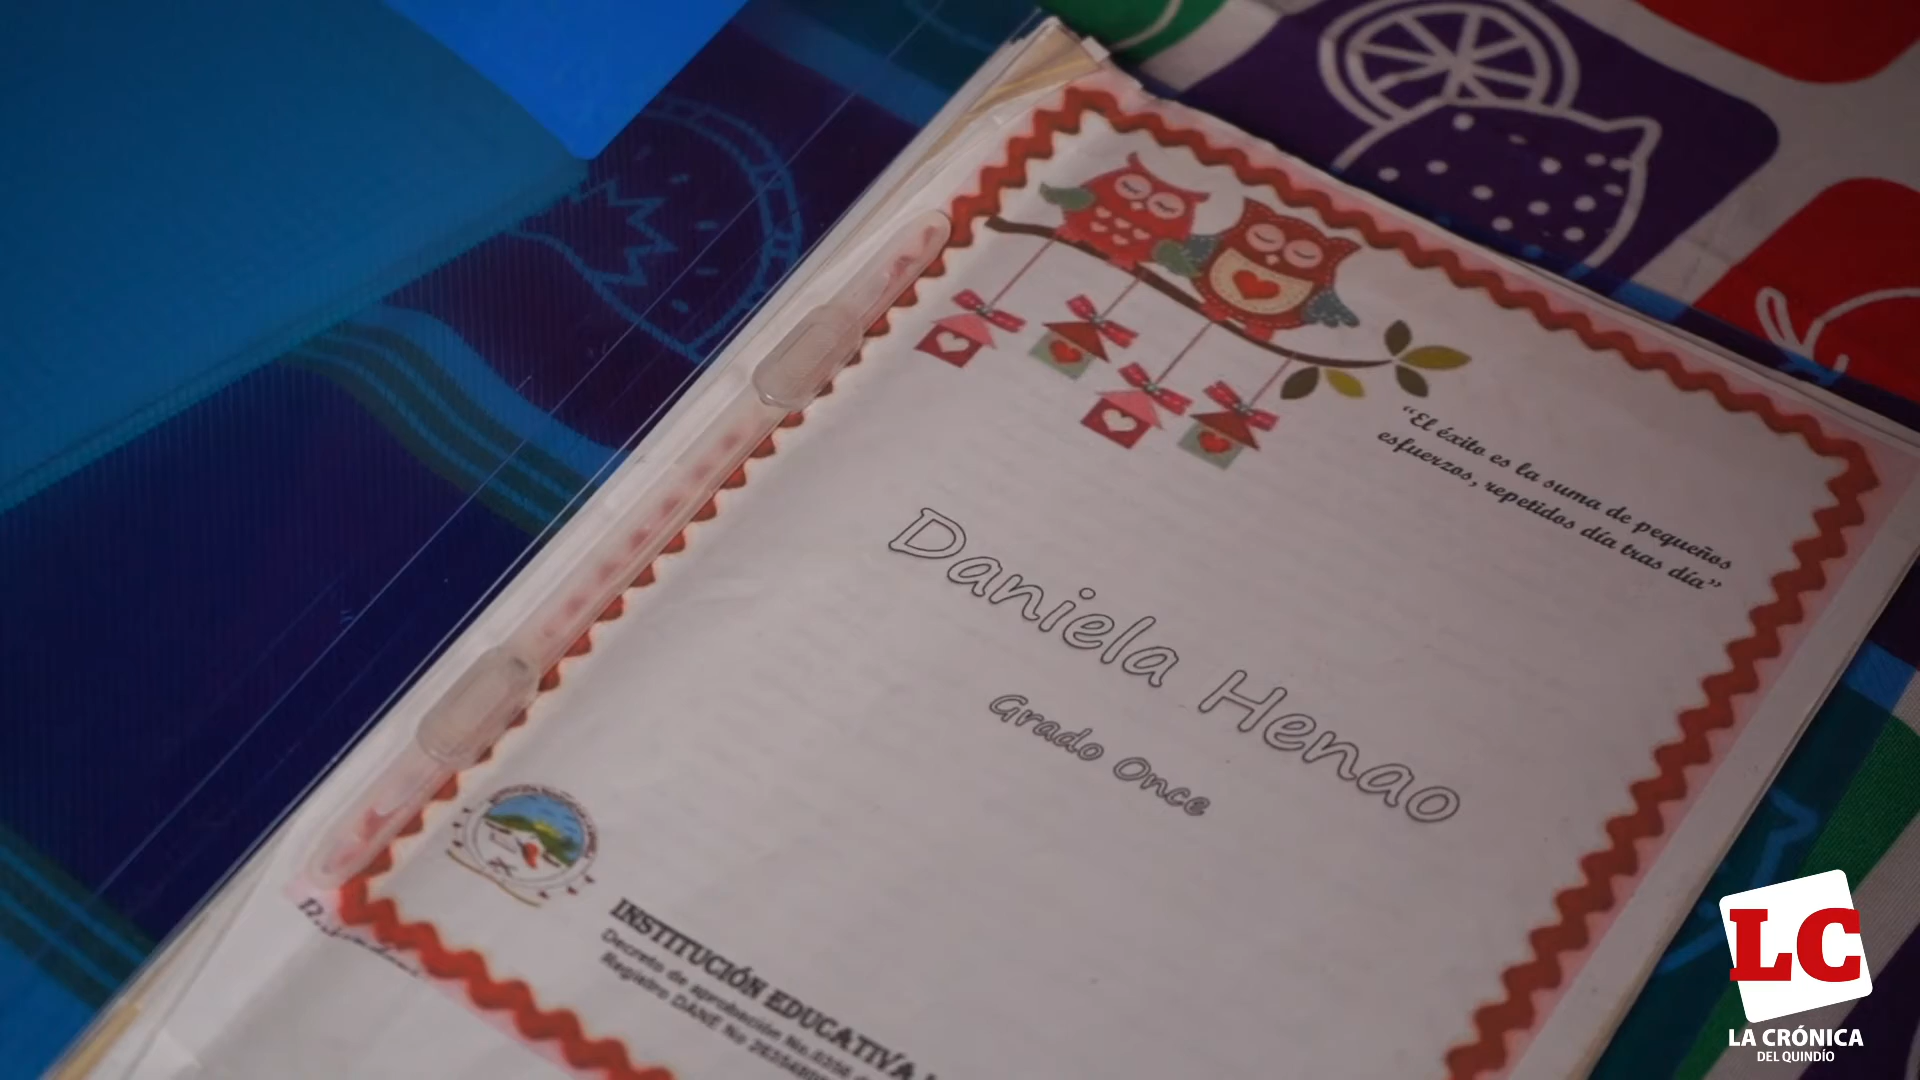 “El éxito es la suma de pequeños
esfuerzos, repetidos día tras día”
Daniela Henao
Grado Once
INSTITUCIÓN EDUCATIVA
Decreto de aprobación No.
Registro DANE No
LC
LA CRÓNICA
DEL QUINDÍO